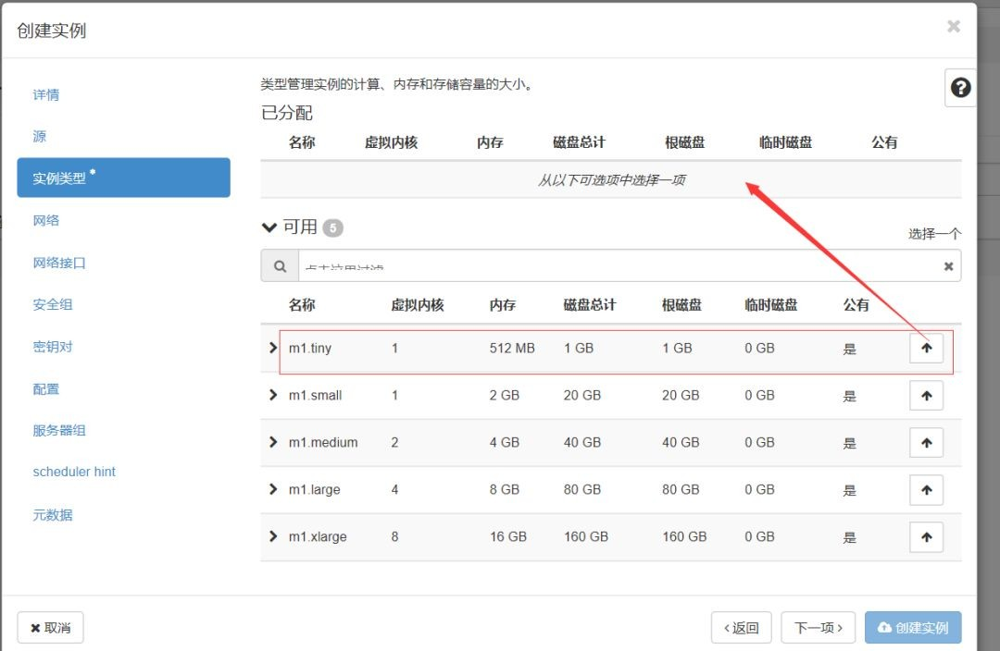 创建实例
详情
源
实例类型 *
网络
网络接口
安全组
密钥对
配置
服务器组
scheduler hint
元数据
类型管理实例的计算、内存和存储容量的大小。
已分配
名称 虚拟内核 内存 磁盘总计 根磁盘 临时磁盘 公有
从以下可选项中选择一项
可用 5
选择一个
点击这里过滤
名称 虚拟内核 内存 磁盘总计 根磁盘 临时磁盘 公有
m1.tiny 1 512 MB 1 GB 1 GB 0 GB 是
m1.small 1 2 GB 20 GB 20 GB 0 GB 是
m1.medium 2 4 GB 40 GB 40 GB 0 GB 是
m1.large 4 8 GB 80 GB 80 GB 0 GB 是
m1.xlarge 8 16 GB 160 GB 160 GB 0 GB 是
取消
返回
下一项
创建实例